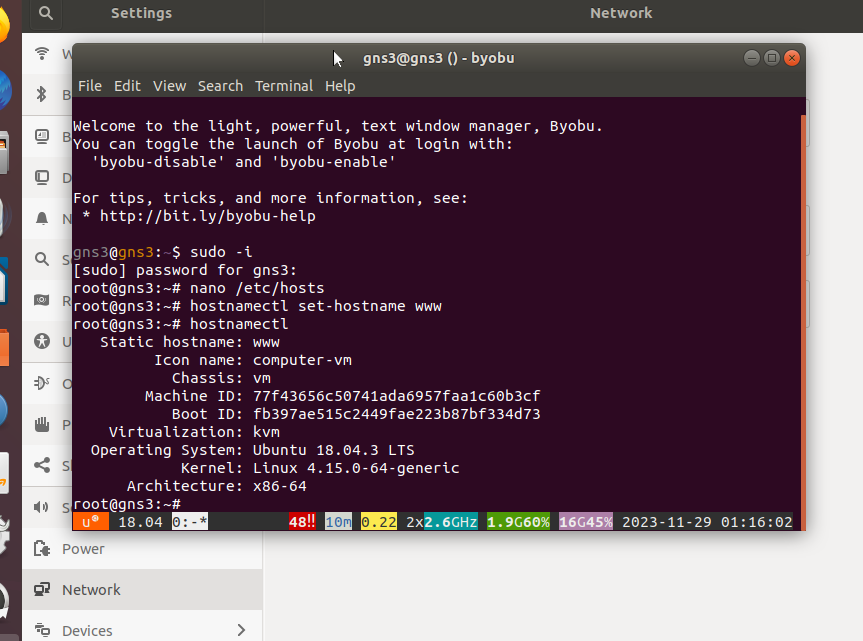 Settings
Network
gns3@gns3 () - byobu
File Edit View Search Terminal Help
Welcome to the light, powerful, text window manager, Byobu.
You can toggle the launch of Byobu at login with:
'byobu-disable' and 'byobu-enable'
For tips, tricks, and more information, see:
* http://bit.ly/byobu-help
gns3@gns3:~$ sudo -i
[sudo] password for gns3:
root@gns3:~# nano /etc/hosts
root@gns3:~# hostnamectl set-hostname www
root@gns3:~# hostnamectl
Static hostname: www
Icon name: computer-vm
Chassis: vm
Machine ID: 77f43656c50741ada6957faa1c60b3cf
Boot ID: fb397ae515c2449fae223b87bf334d73
Virtualization: kvm
Operating System: Ubuntu 18.04.3 LTS
Kernel: Linux 4.15.0-64-generic
Architecture: x86-64
root@gns3:~#
u 18.04 0:-* 48!! 10m 0.22 2x2.6GHz 1.9G60% 16G45% 2023-11-29 01:16:02
Power
Network
Devices